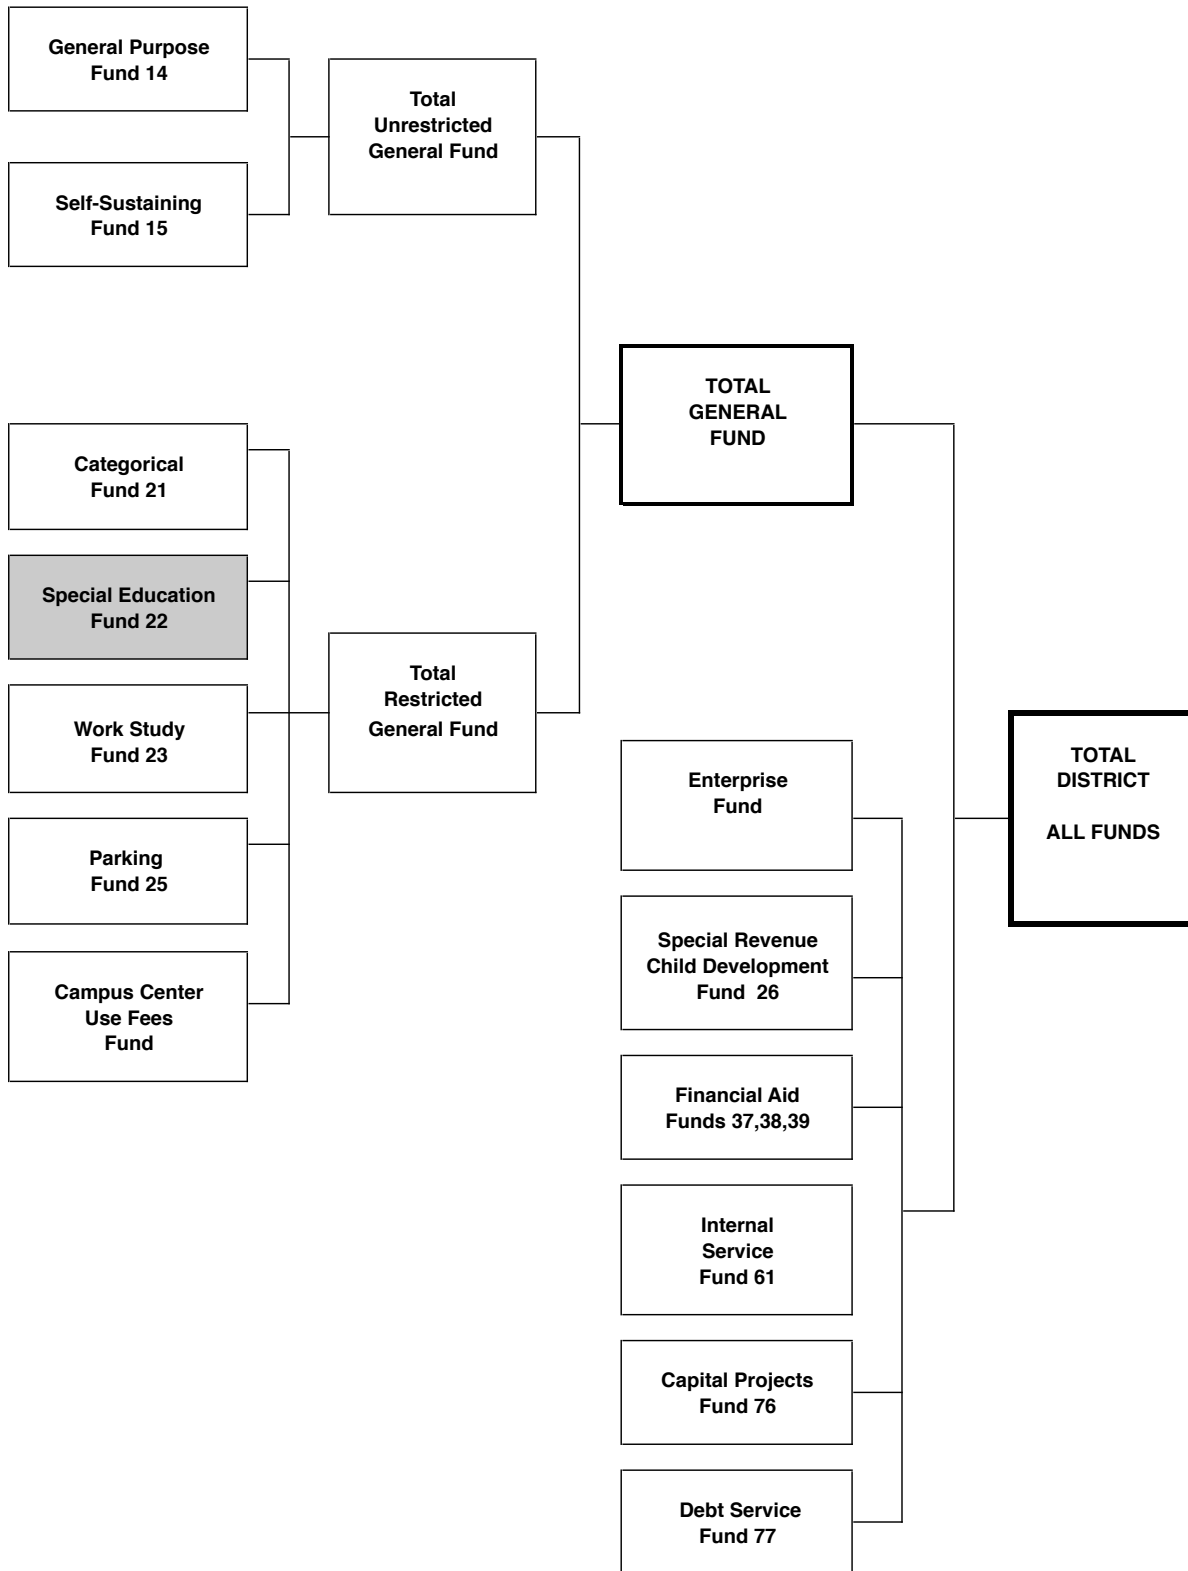 General Purpose
Fund 14
Total
Unrestricted
General Fund
Self-Sustaining
Fund 15
TOTAL
GENERAL
FUND
Categorical
Fund 21
Special Education
Fund 22
Total
Restricted
General Fund
Work Study
Fund 23
Parking
Fund 25
Campus Center
Use Fees
Fund
Enterprise
Fund
TOTAL
DISTRICT
ALL FUNDS
Special Revenue
Child Development
Fund 26
Financial Aid
Funds 37,38,39
Internal
Service
Fund 61
Capital Projects
Fund 76
Debt Service
Fund 77